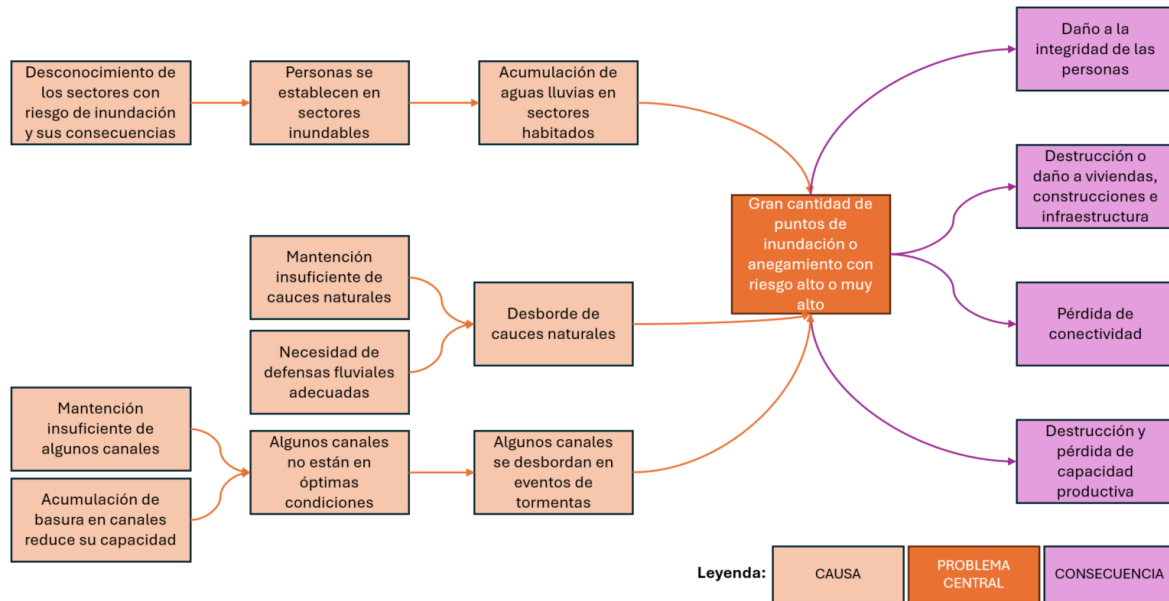 Desconocimiento de
los sectores con
riesgo de inundación
y sus consecuencias
Personas se
establecen en
sectores
inundables
Acumulación de
aguas lluvias en
sectores
habitados
Mantención
insuficiente de
cauces naturales
Necesidad de
defensas fluviales
adecuadas
Desborde de
cauces naturales
Mantención
insuficiente de
algunos canales
Acumulación de
basura en canales
reduce su capacidad
Algunos canales
no están en
óptimas
condiciones
Algunos canales
se desbordan en
eventos de
tormentas
Gran cantidad de
puntos de
inundación o
anegamiento con
riesgo alto o muy
alto
Daño a la
integridad de las
personas
Destrucción o
daño a viviendas,
construcciones e
infraestructura
Pérdida de
conectividad
Destrucción y
pérdida de
capacidad
productiva
Leyenda:
CAUSA
PROBLEMA
CENTRAL
CONSECUENCIA